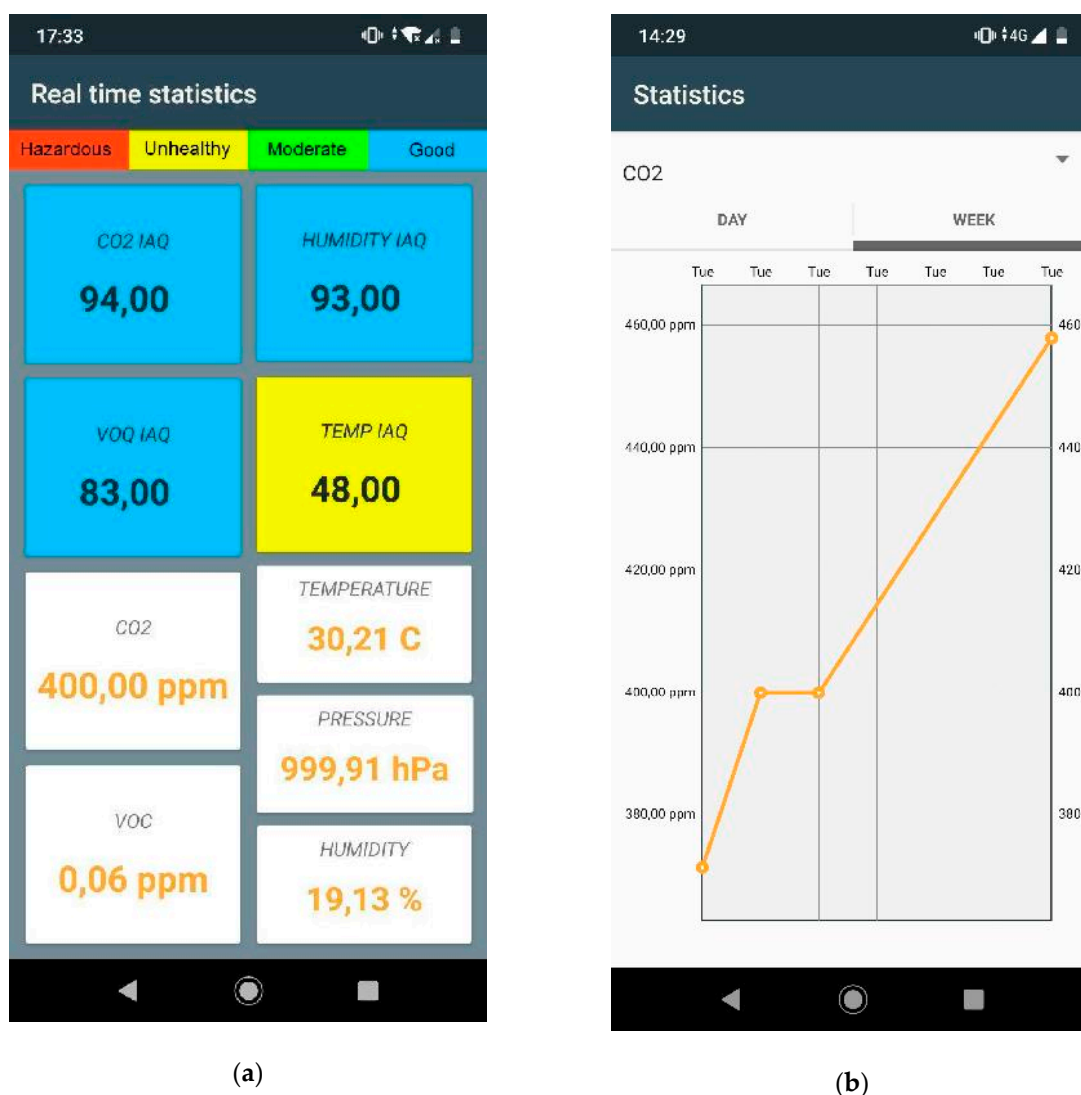 17:33
Real time statistics
Hazardous Unhealthy Moderate Good
CO2 IAQ
94,00
HUMIDITY IAQ
93,00
VOQ IAQ
83,00
TEMP IAQ
48,00
CO2
400,00 ppm
TEMPERATURE
30,21 C
PRESSURE
999,91 hPa
VOC
0,06 ppm
HUMIDITY
19,13 %
(a)
14:29
4G
Statistics
CO2
DAY WEEK
Tue Tue Tue Tue Tue Tue Tue
460,00 ppm 460
440,00 ppm 440
420,00 ppm 420
400,00 ppm 400
380,00 ppm 380
(b)